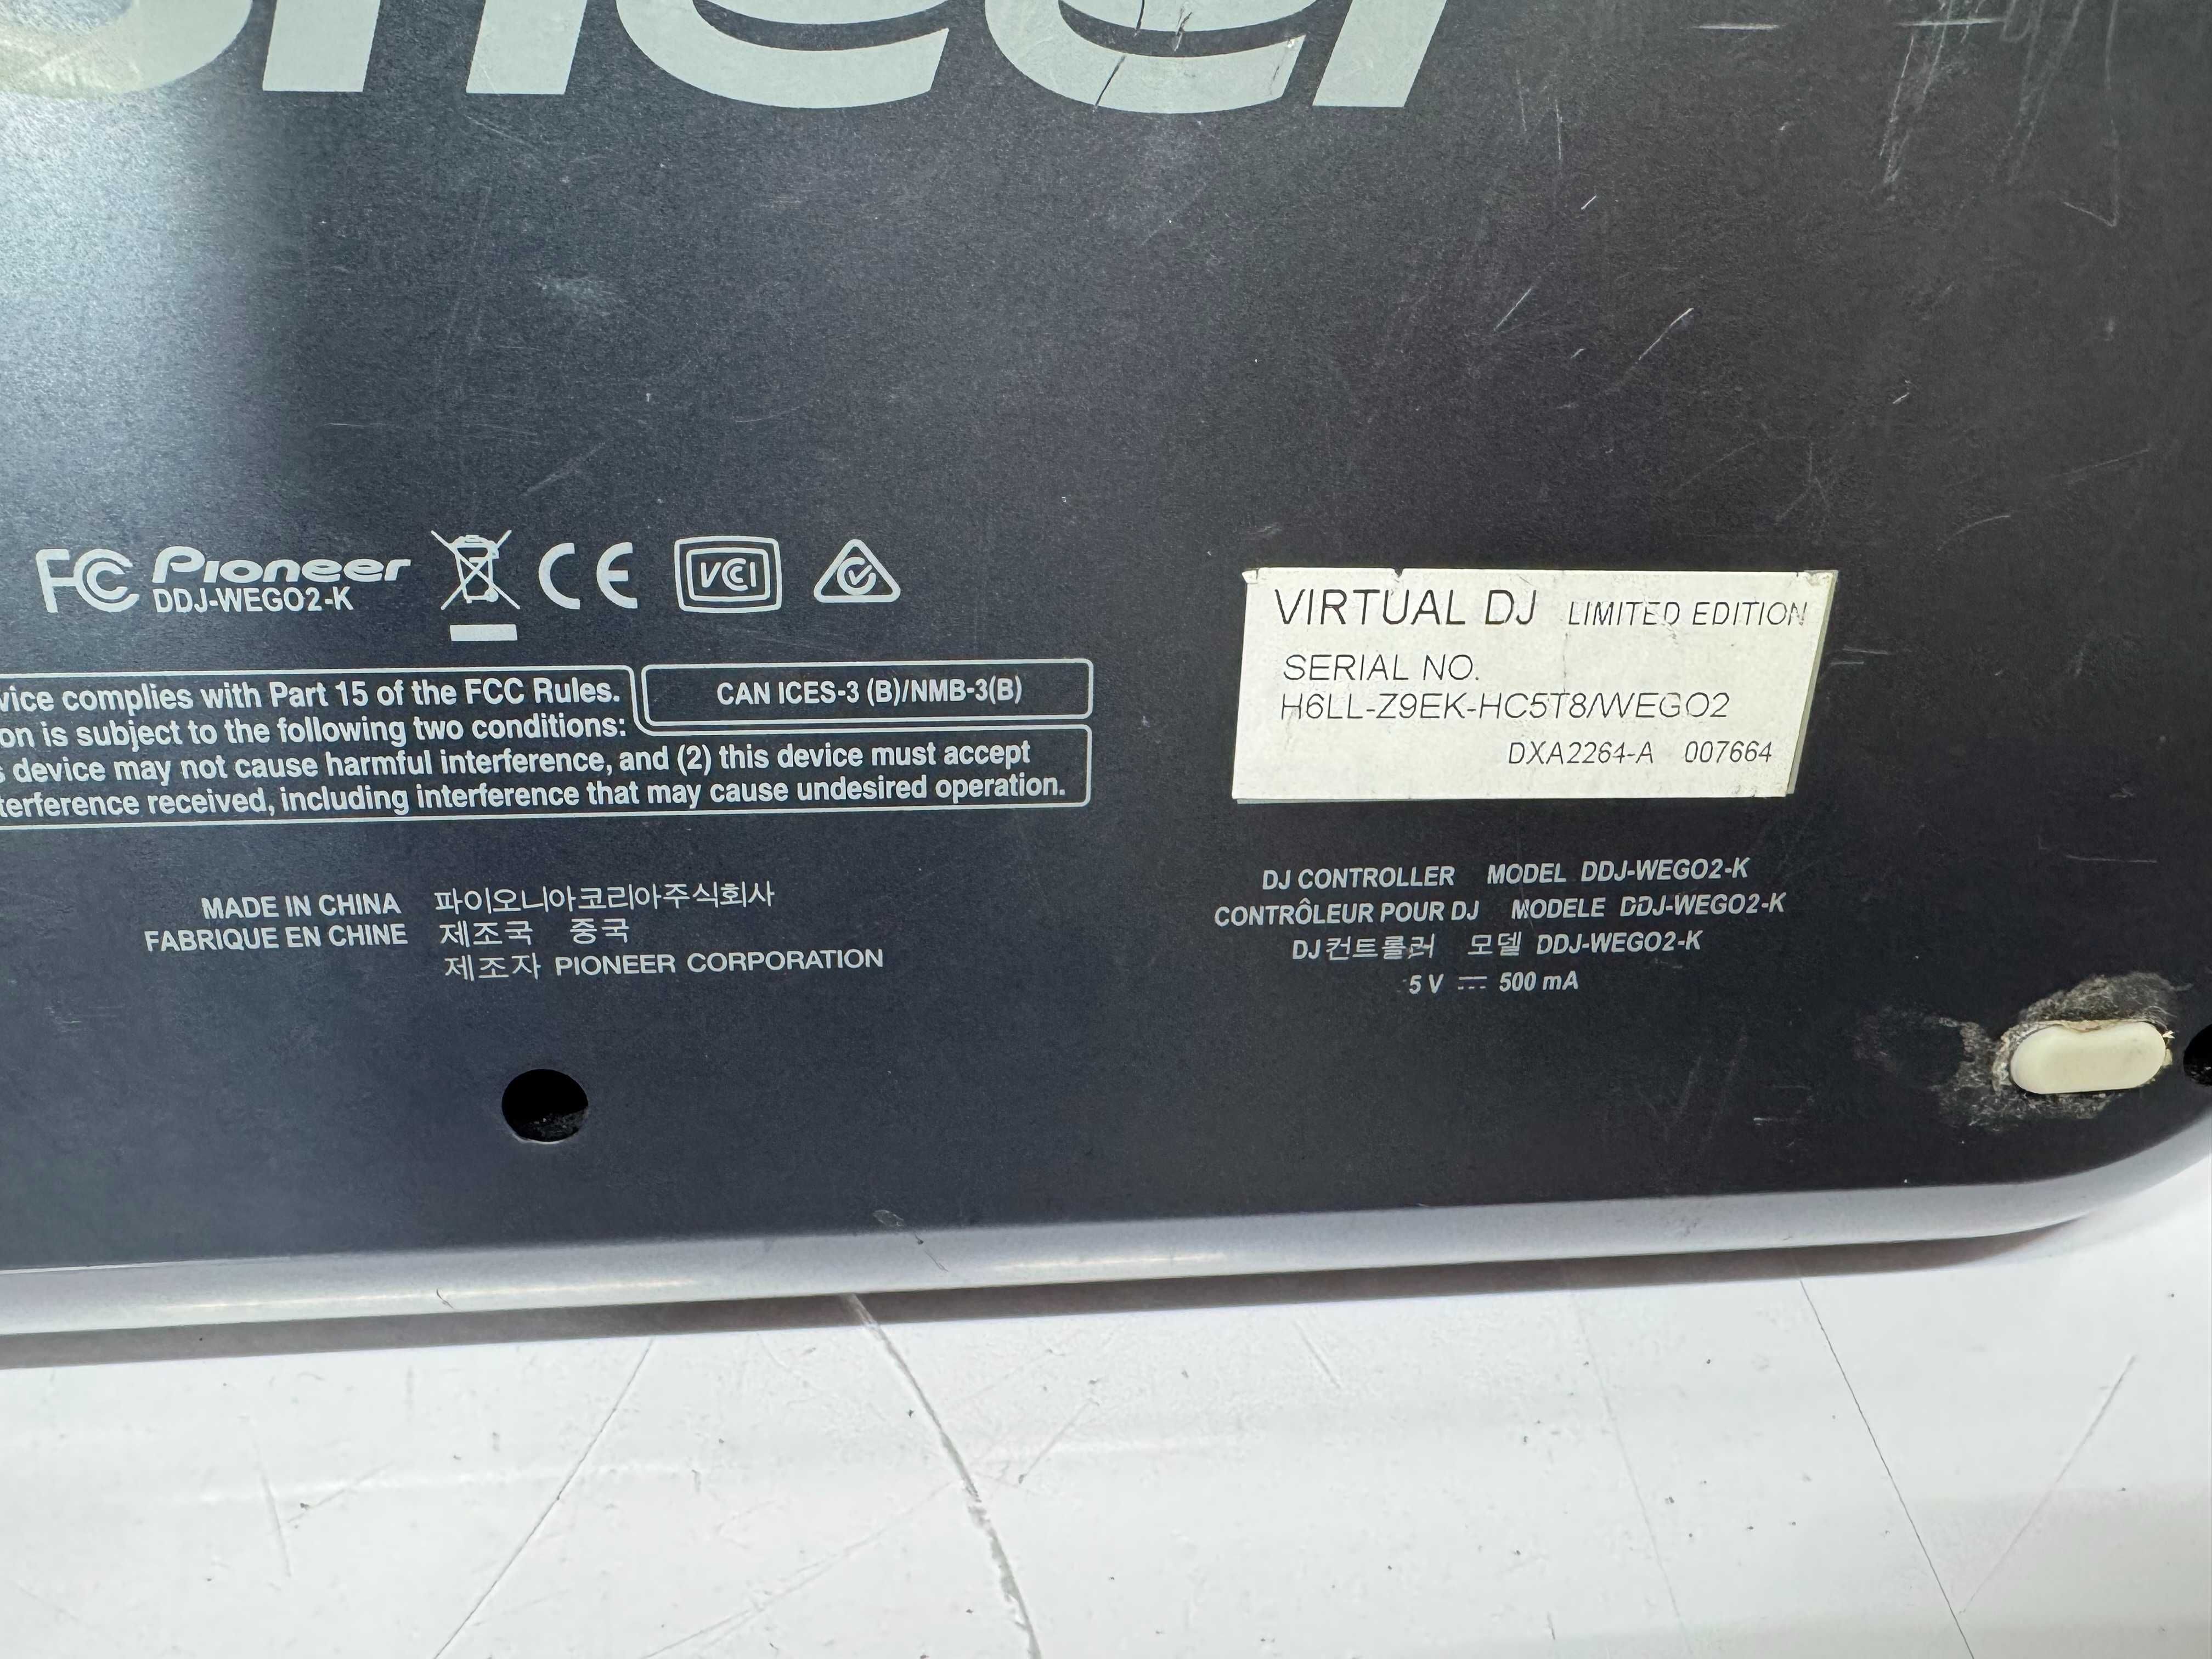 oneer
FC Pioneer
DDJ-WEGO2-K
CE VCCI
vice complies with Part 15 of the FCC Rules.
on is subject to the following two conditions:
s device may not cause harmful interference, and (2) this device must accept
terference received, including interference that may cause undesired operation.
CAN ICES-3 (B)/NMB-3(B)
VIRTUAL DJ LIMITED EDITION
SERIAL NO.
H6LL-Z9EK-HC5T8/WEGO2
DXA2264-A 007664
MADE IN CHINA 파이오니아코리아주식회사
FABRIQUE EN CHINE 제조국 중국
제조자 PIONEER CORPORATION
DJ CONTROLLER MODEL DDJ-WEGO2-K
CONTRÔLEUR POUR DJ MODELE DDJ-WEGO2-K
DJ컨트롤러 모델 DDJ-WEGO2-K
5 V ⎓ 500 mA